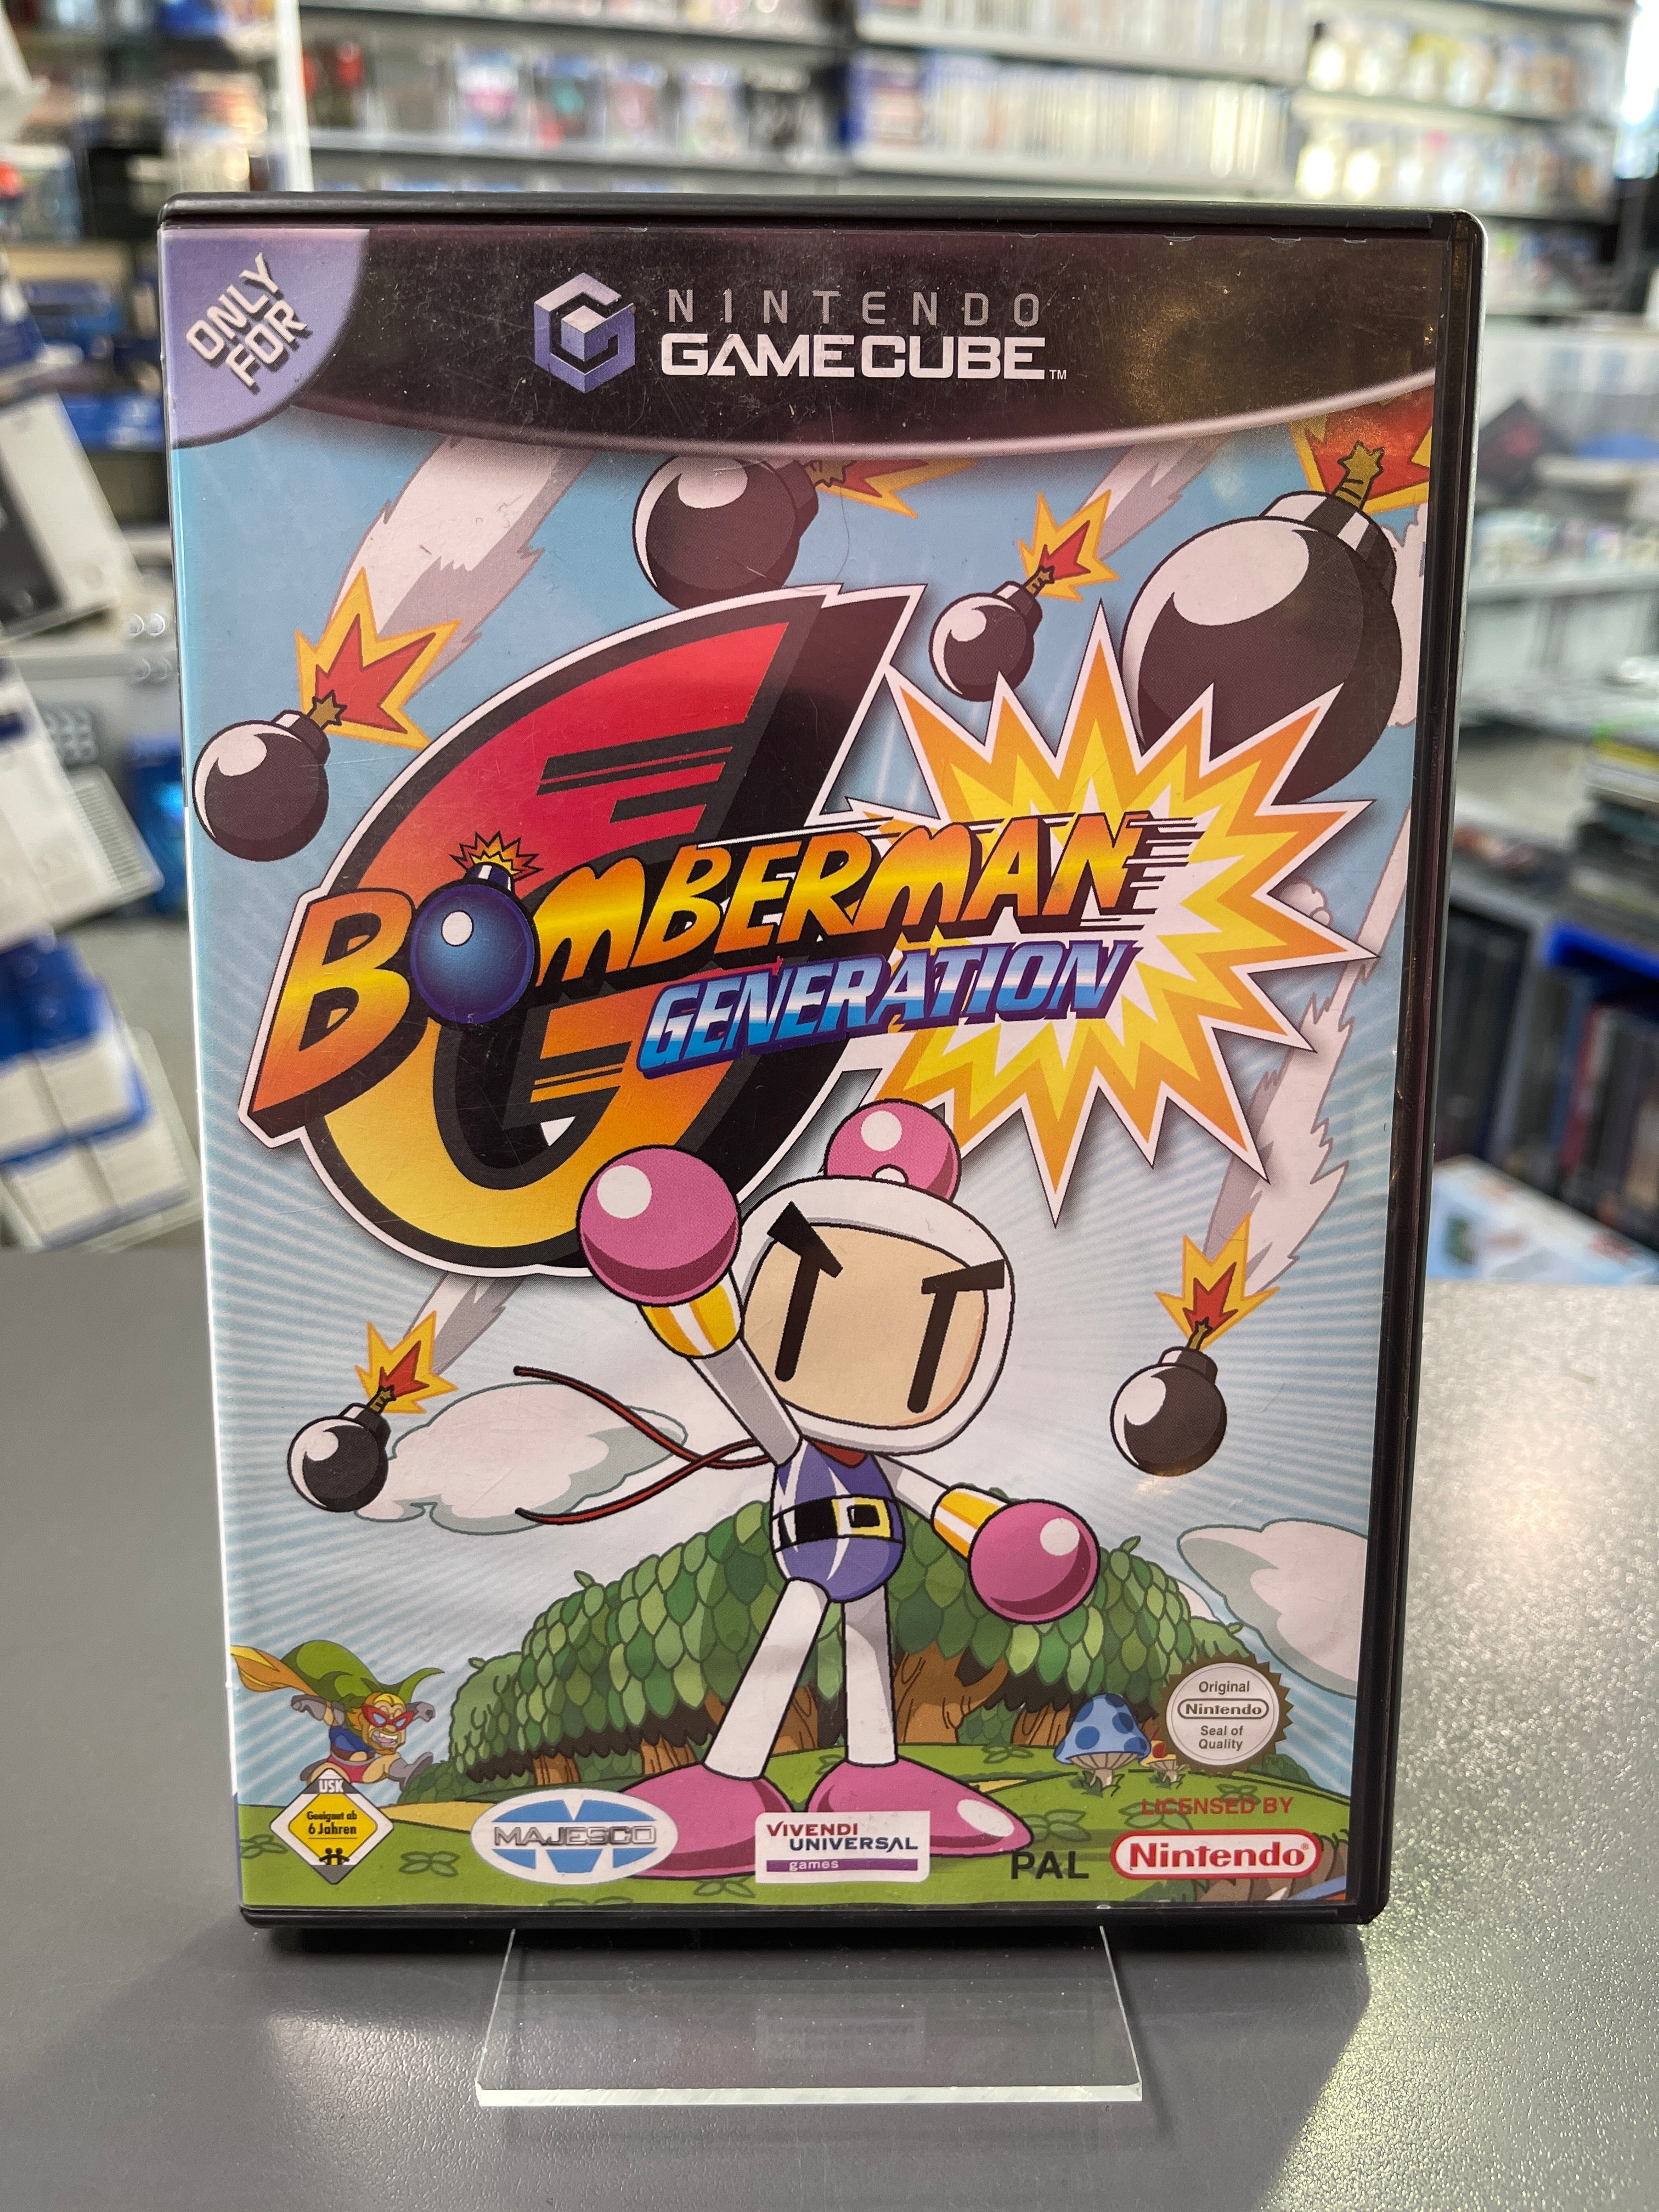 ONLY
FOR
NINTENDO
GAMECUBE™
BOMBERMAN
GENERATION
Original
Nintendo
Seal of
Quality
USK
Geeignet ab
6 Jahren
MAJESCO
VIVENDI
UNIVERSAL
games
PAL
LICENSED BY
Nintendo®